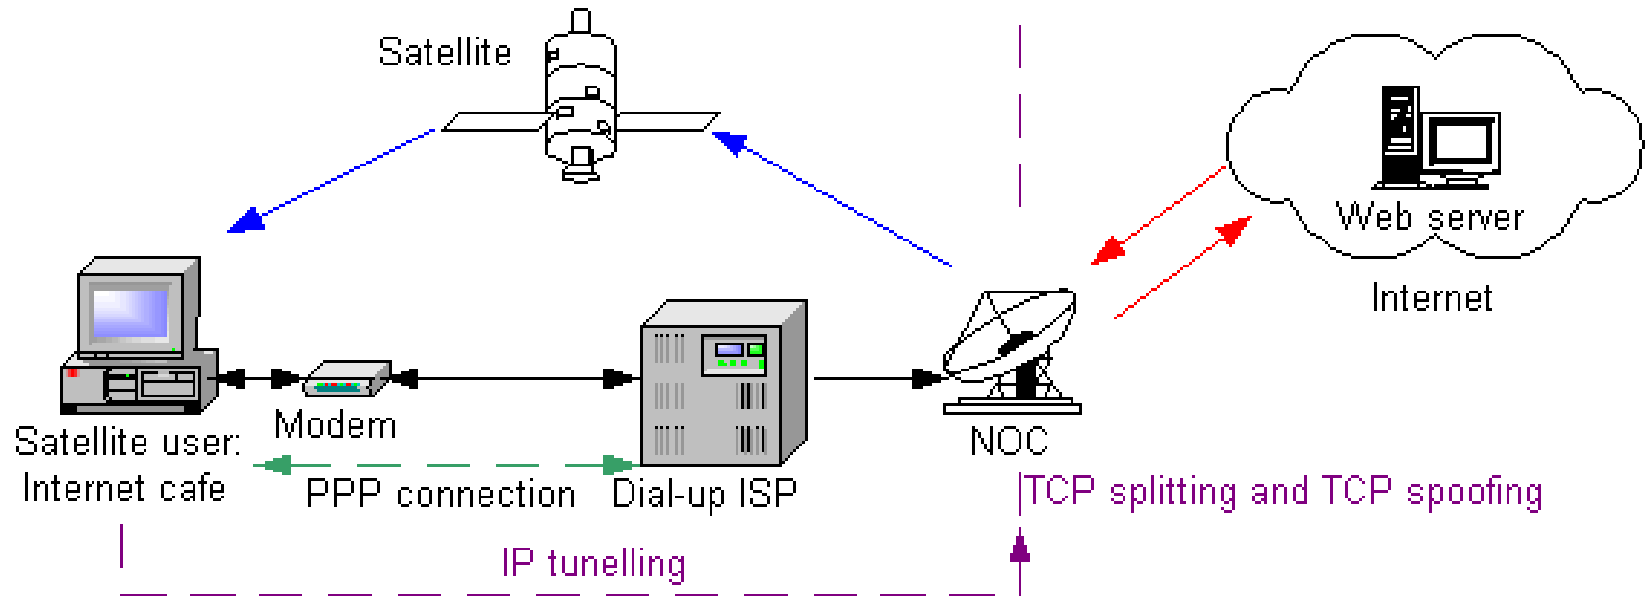 Satellite
Web server
Internet
Modem
NOC
Satellite user:
Internet cafe
PPP connection
Dial-up ISP
TCP splitting and TCP spoofing
IP tunelling